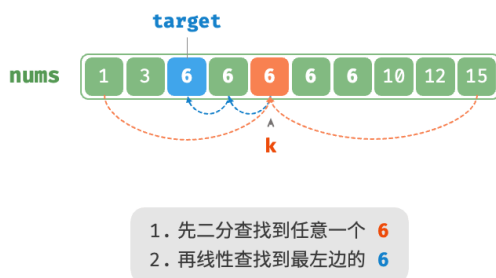 target
nums 1 3 6 6 6 6 6 10 12 15
k
1. 先二分查找到任意一个 6
2. 再线性查找到最左边的 6